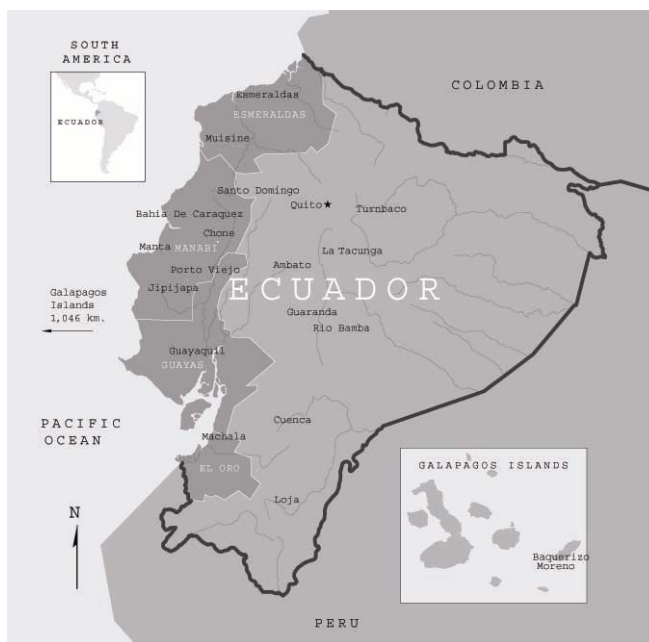 SOUTH
AMERICA
ECUADOR
COLOMBIA
Esmeraldas
ESMERALDAS
Muisine
Santo Domingo
Quito
Turnbaco
Bahia De Caraquez
Chone
Manta
MANABI
La Tacunga
Porto Viejo
Ambato
Jipijapa
ECUADOR
Galapagos
Islands
1,046 km.
Guaranda
Rio Bamba
Guayaquil
GUAYAS
PACIFIC
OCEAN
Cuenca
Machala
EL ORO
Loja
N
GALAPAGOS ISLANDS
Baquerizo
Moreno
PERU